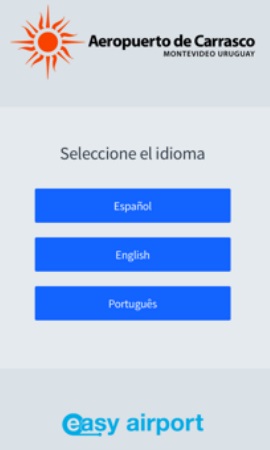 Aeropuerto de Carrasco
MONTEVIDEO URUGUAY
Seleccione el idioma
Español
English
Português
easy airport